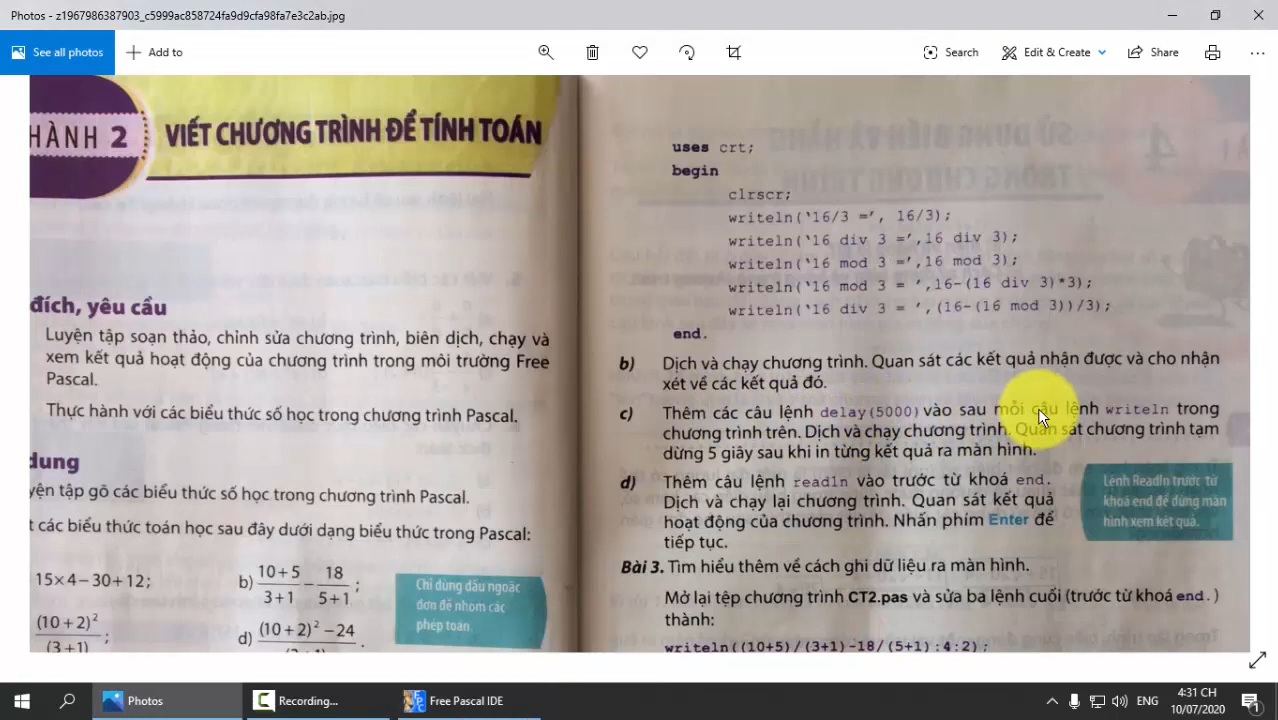 Photos - z1967986387903_c5999ac858724fa9d9cfa98fa7e3c2ab.jpg
See all photos
Add to
Search
Edit & Create
Share
HÀNH 2
VIẾT CHƯƠNG TRÌNH ĐỂ TÍNH TOÁN
đích, yêu cầu
Luyện tập soạn thảo, chỉnh sửa chương trình, biên dịch, chạy và
xem kết quả hoạt động của chương trình trong môi trường Free
Pascal.
Thực hành với các biểu thức số học trong chương trình Pascal.
dung
yện tập gõ các biểu thức số học trong chương trình Pascal.
t các biểu thức toán học sau đây dưới dạng biểu thức trong Pascal:
15×4−30+12;
b) 10+5/3+1 − 18/5+1;
(10+2)²/(3+1);
d) (10+2)²−24
Chỉ dùng dấu ngoặc
đơn để nhóm các
phép toán.
uses crt;
begin
clrscr;
writeln('16/3 =', 16/3);
writeln('16 div 3 =',16 div 3);
writeln('16 mod 3 =',16 mod 3);
writeln('16 mod 3 = ',16-(16 div 3)*3);
writeln('16 div 3 = ',(16-(16 mod 3))/3);
end.
b) Dịch và chạy chương trình. Quan sát các kết quả nhận được và cho nhận
xét về các kết quả đó.
c) Thêm các câu lệnh delay(5000) vào sau mỗi câu lệnh writeln trong
chương trình trên. Dịch và chạy chương trình. Quan sát chương trình tạm
dừng 5 giây sau khi in từng kết quả ra màn hình.
d) Thêm câu lệnh readln vào trước từ khoá end.
Dịch và chạy lại chương trình. Quan sát kết quả
hoạt động của chương trình. Nhấn phím Enter để
tiếp tục.
Lệnh Readln trước từ
khoá end để dừng màn
hình xem kết quả.
Bài 3. Tìm hiểu thêm về cách ghi dữ liệu ra màn hình.
Mở lại tệp chương trình CT2.pas và sửa ba lệnh cuối (trước từ khoá end.)
thành:
writeln((10+5)/(3+1)-18/(5+1):4:2);
Photos
Recording...
Free Pascal IDE
ENG
4:31 CH
10/07/2020
1